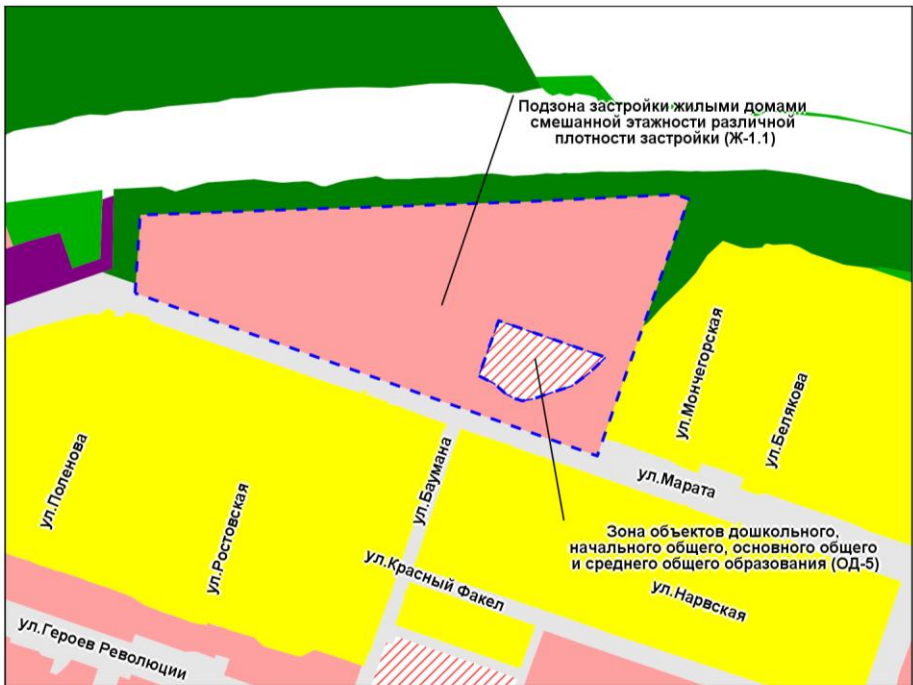 Подзона застройки жилыми домами
смешанной этажности различной
плотности застройки (Ж-1.1)
ул.Мончегорская
ул.Белякова
ул.Поленова
ул.Ростовская
ул.Баумана
ул.Марата
Зона объектов дошкольного,
начального общего, основного общего
и среднего общего образования (ОД-5)
ул.Красный Факел
ул.Нарвская
ул.Героев Революции